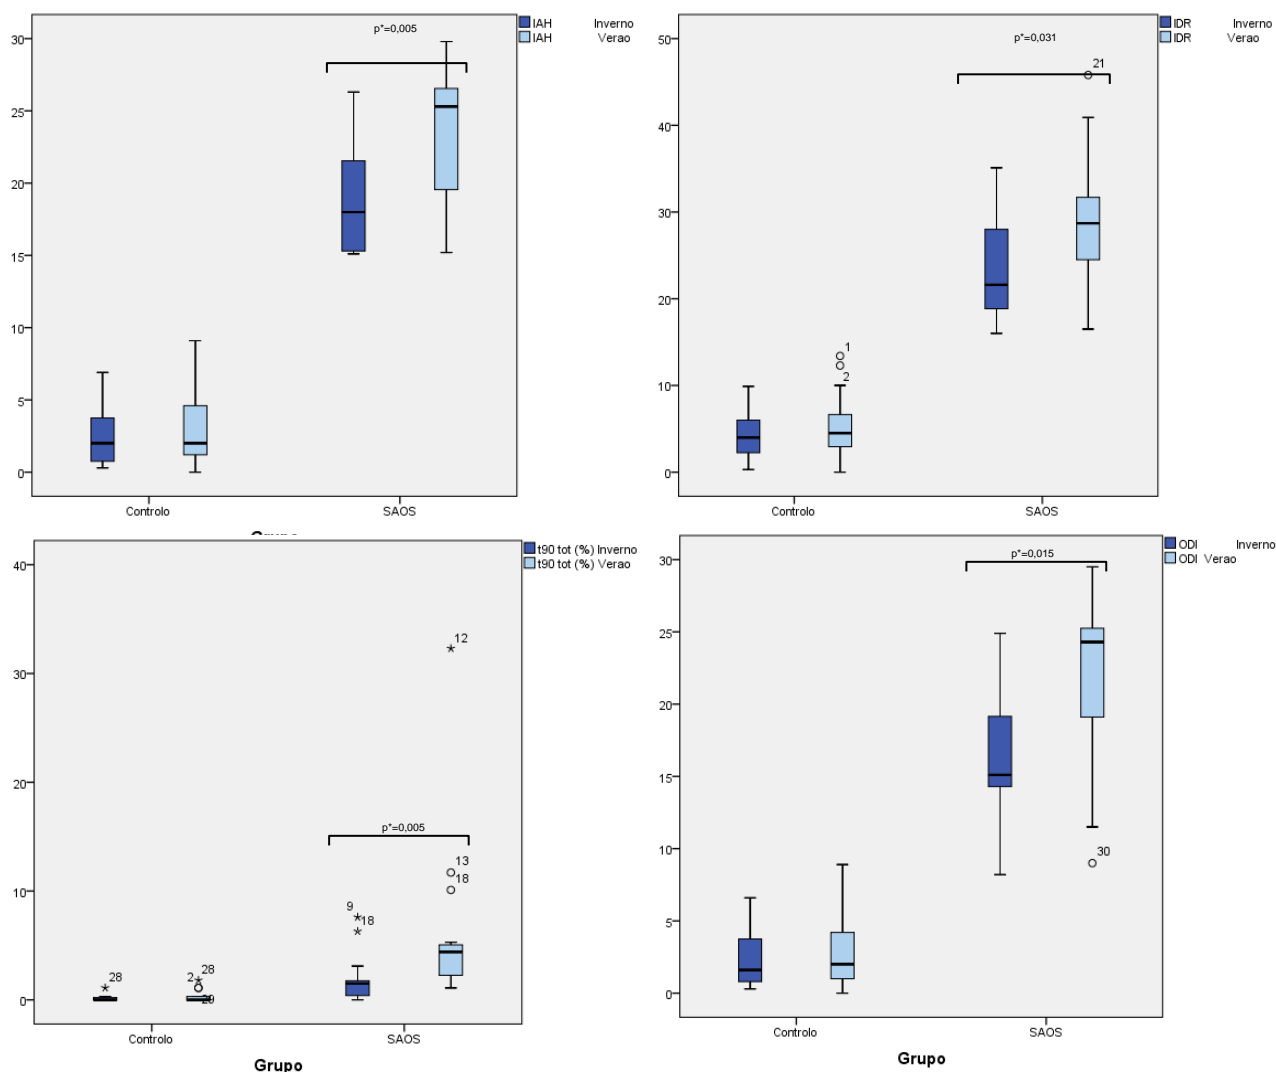 IAH Inverno
IAH Verao
p*=0,005
30
25
20
15
10
5
0
Controlo
SAOS
IDR Inverno
IDR Verao
p*=0,031
50
40
30
20
10
0
21
1
2
Controlo
SAOS
t90 tot (%) Inverno
t90 tot (%) Verao
40
30
20
10
0
12
p*=0,005
13
18
9
18
28
2
28
29
Controlo
SAOS
Grupo
ODI Inverno
ODI Verao
p*=0,015
30
25
20
15
10
5
0
30
Controlo
SAOS
Grupo